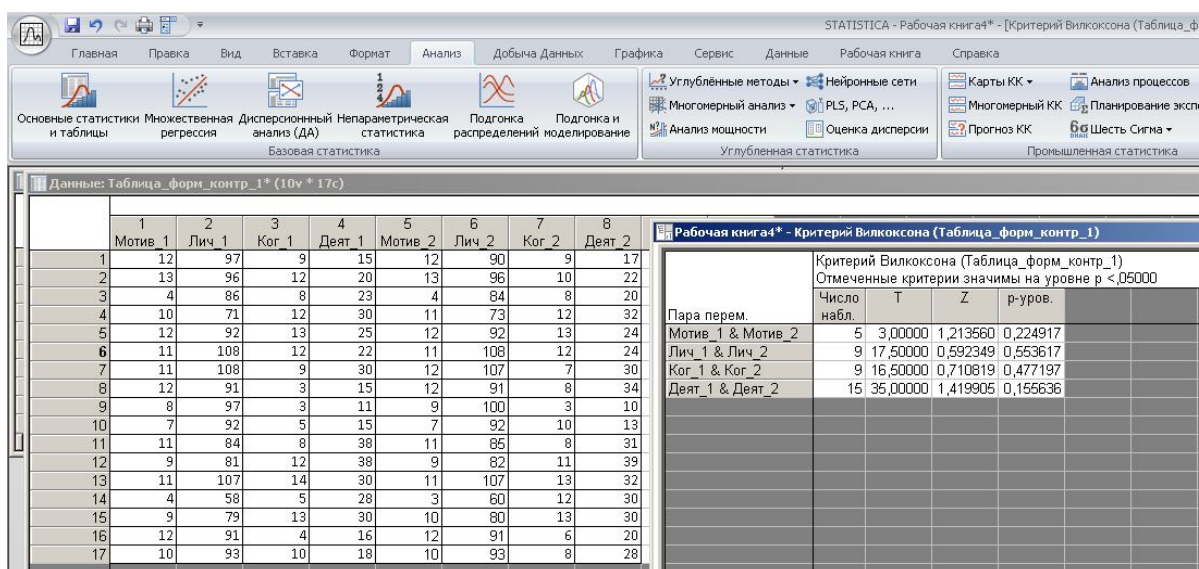 STATISTICA - Рабочая книга4* - [Критерий Вилкоксона (Таблица_ф
Главная Правка Вид Вставка Формат Анализ Добыча Данных Графика Сервис Данные Рабочая книга Справка
Основные статистики и таблицы
Множественная регрессия
Дисперсионный анализ (ДА)
Непараметрическая статистика
Подгонка распределений
Подгонка и моделирование
Базовая статистика
Углублённые методы Нейронные сети
Многомерный анализ PLS, PCA, ...
Анализ мощности Оценка дисперсии
Углубленная статистика
Карты КК Анализ процессов
Многомерный КК Планирование эксп
Прогноз КК Шесть Сигма
Промышленная статистика
Данные: Таблица_форм_контр_1* (10v * 17c)
1 2 3 4 5 6 7 8
Мотив_1 Лич_1 Ког_1 Деят_1 Мотив_2 Лич_2 Ког_2 Деят_2
1 12 97 9 15 12 90 9 17
2 13 96 12 20 13 96 10 22
3 4 86 8 23 4 84 8 20
4 10 71 12 30 11 73 12 32
5 12 92 13 25 12 92 13 24
6 11 108 12 22 11 108 12 24
7 11 108 9 30 12 107 7 30
8 12 91 3 15 12 91 8 34
9 8 97 3 11 9 100 3 10
10 7 92 5 15 7 92 10 13
11 11 84 8 38 11 85 8 31
12 9 81 12 38 9 82 11 39
13 11 107 14 30 11 107 13 32
14 4 58 5 28 3 60 12 30
15 9 79 13 30 10 80 13 30
16 12 91 4 16 12 91 6 20
17 10 93 10 18 10 93 8 28
Рабочая книга4* - Критерий Вилкоксона (Таблица_форм_контр_1)
Критерий Вилкоксона (Таблица_форм_контр_1)
Отмеченные критерии значимы на уровне p <,05000
Пара перем. Число набл. T Z p-уров.
Мотив_1 & Мотив_2 5 3,00000 1,213560 0,224917
Лич_1 & Лич_2 9 17,50000 0,592349 0,553617
Ког_1 & Ког_2 9 16,50000 0,710819 0,477197
Деят_1 & Деят_2 15 35,00000 1,419905 0,155636